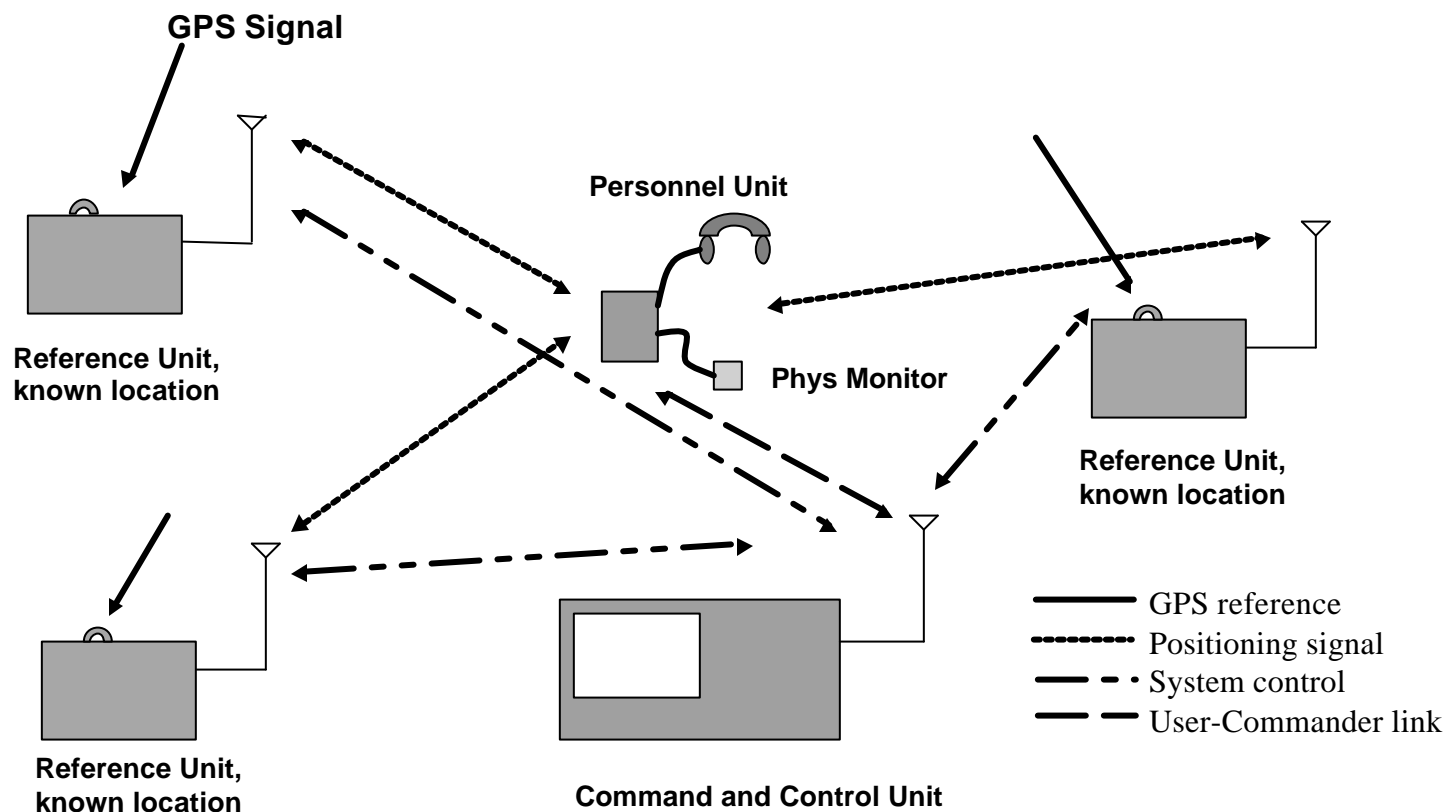 GPS Signal
Personnel Unit
Reference Unit,
known location
Phys Monitor
Reference Unit,
known location
GPS reference
Positioning signal
System control
User-Commander link
Reference Unit,
known location
Command and Control Unit